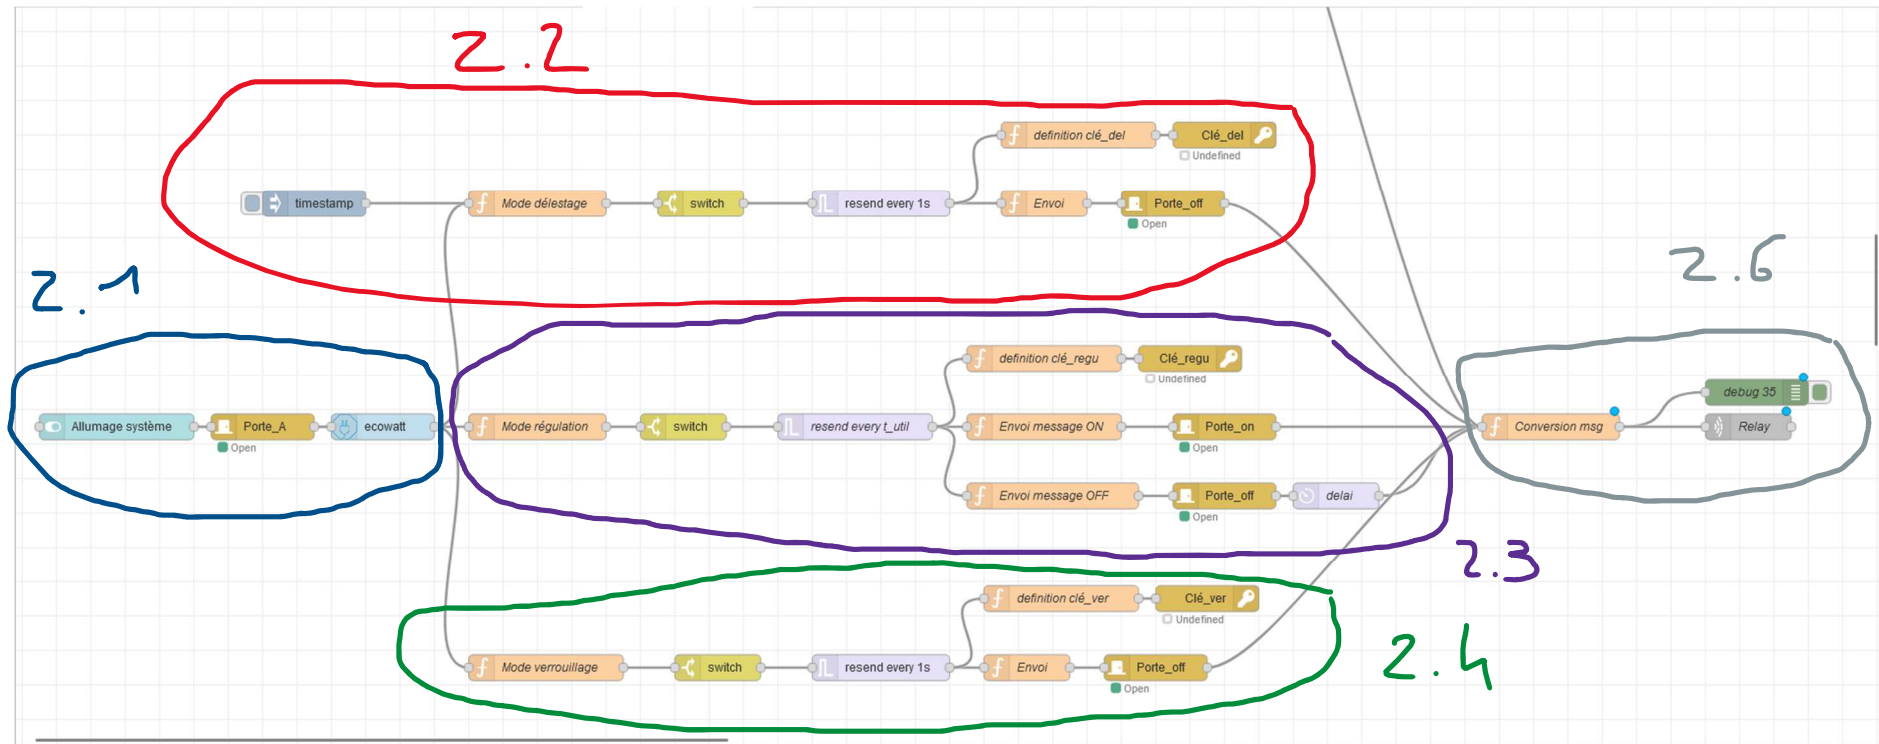 2.2
definition clé_del
Clé_del
Undefined
timestamp
Mode délestage
switch
resend every 1s
Envoi
Porte_off
Open
2.1
2.6
definition clé_regu
Clé_regu
Undefined
Allumage système
Porte_A
Open
ecowatt
Mode régulation
switch
resend every t_util
Envoi message ON
Porte_on
Open
Conversion msg
debug 35
Relay
Envoi message OFF
Porte_off
Open
delai
2.3
definition clé_ver
Clé_ver
Undefined
Mode verrouillage
switch
resend every 1s
Envoi
Porte_off
Open
2.4